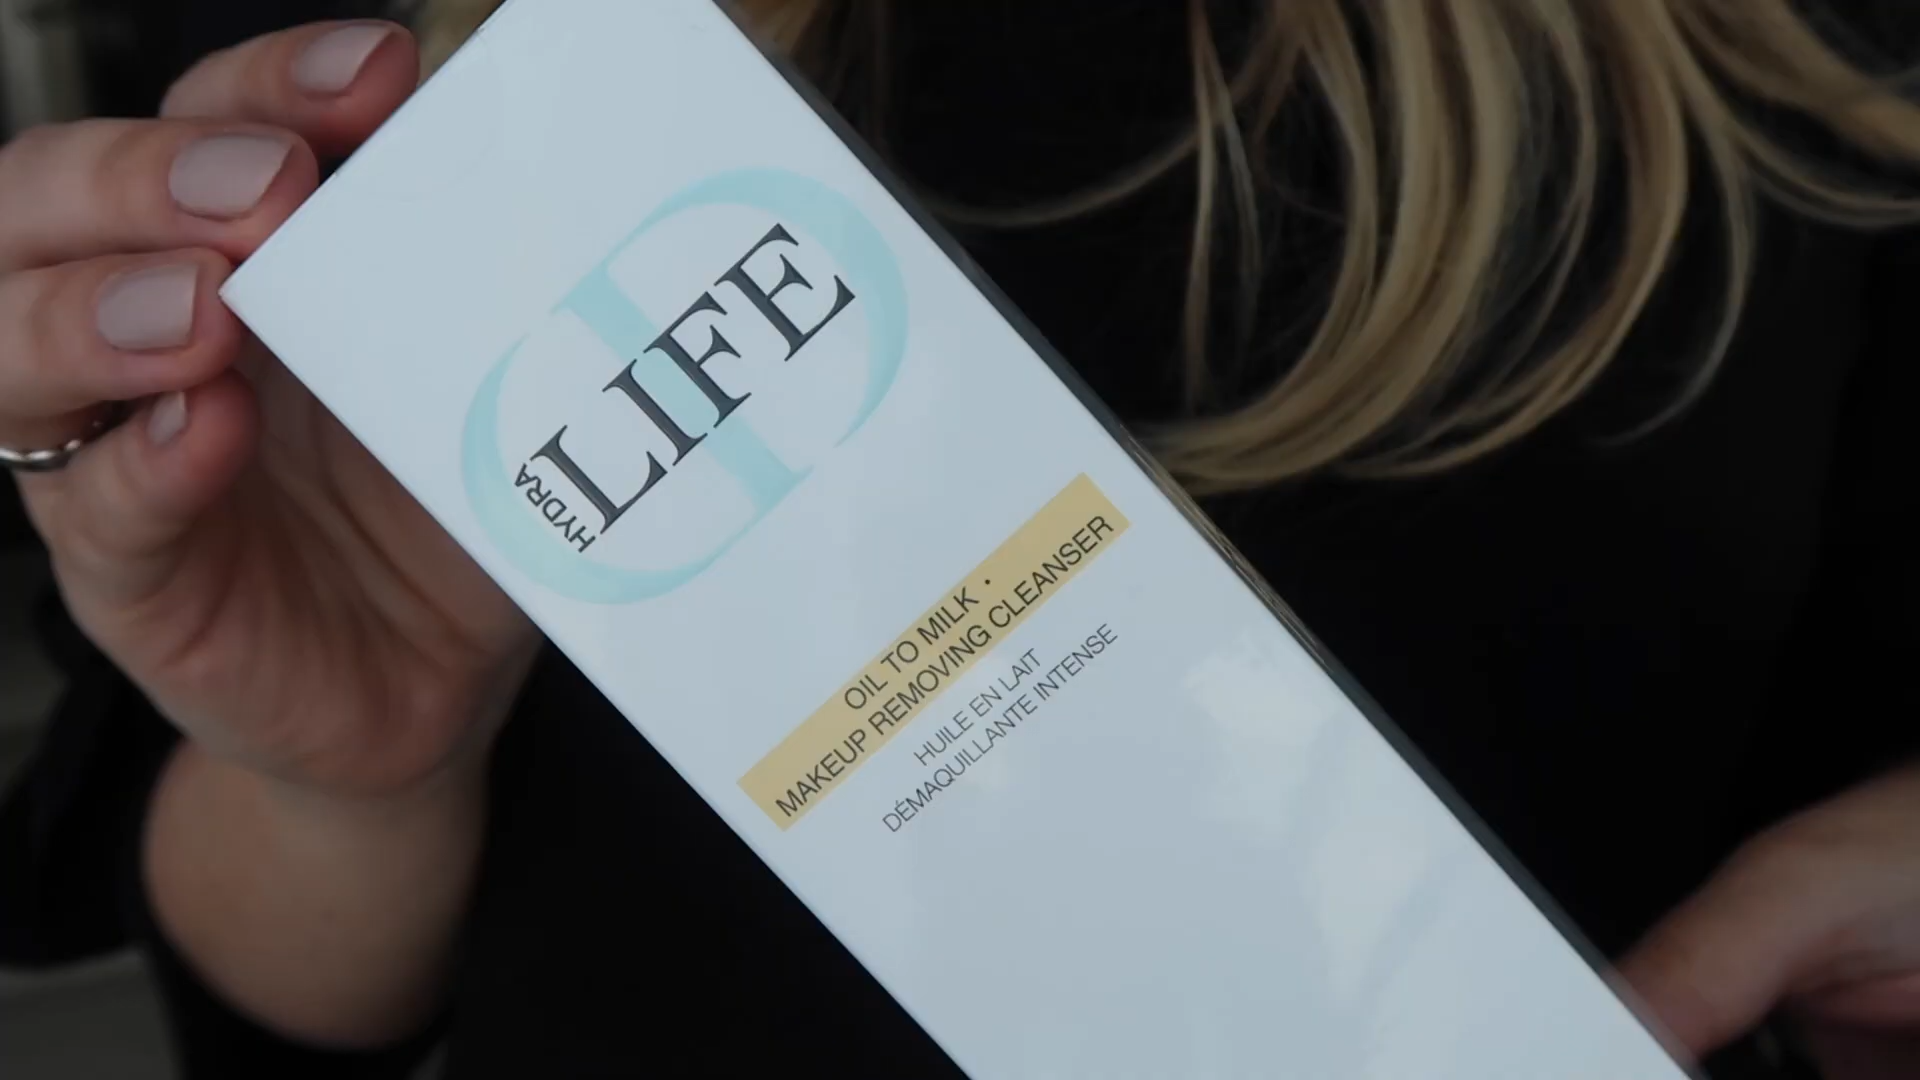 HYDRA
LIFE
OIL TO MILK •
MAKEUP REMOVING CLEANSER
HUILE EN LAIT
DÉMAQUILLANTE INTENSE